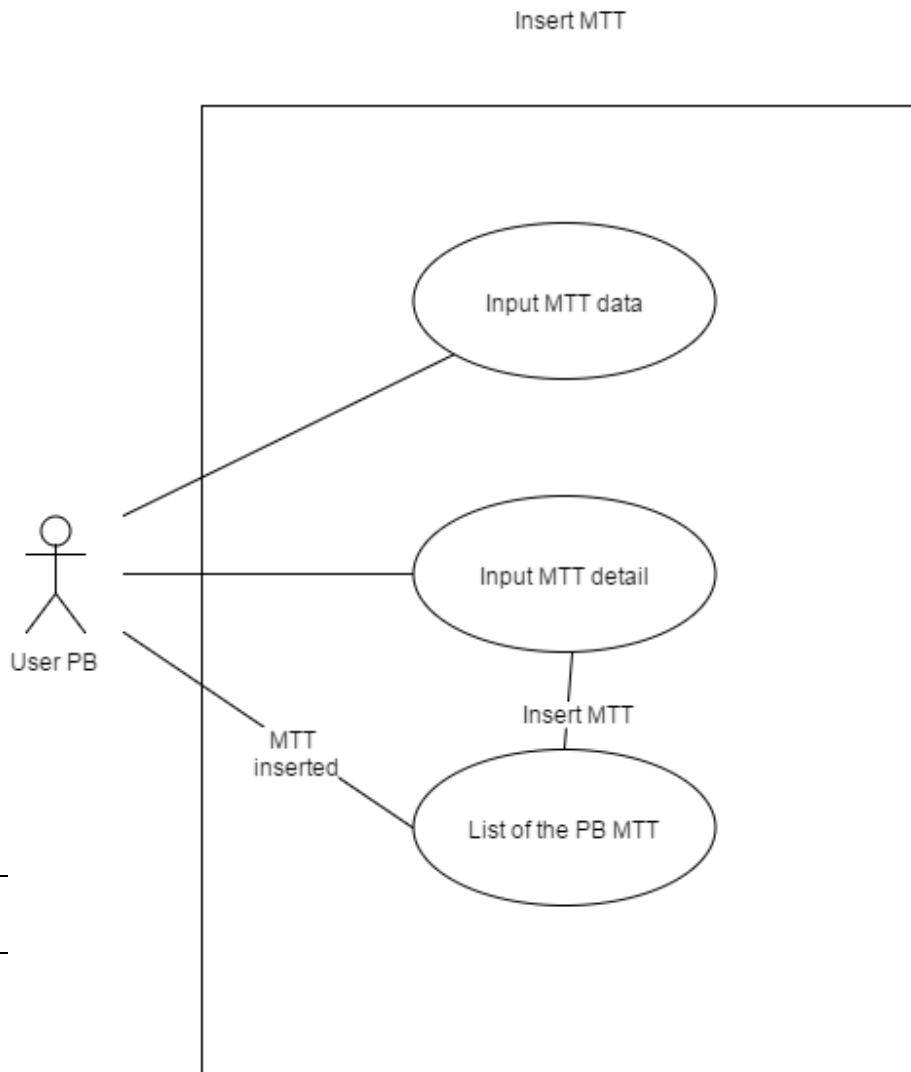 Insert MTT
Input MTT data
Input MTT detail
User PB
Insert MTT
MTT
inserted
List of the PB MTT